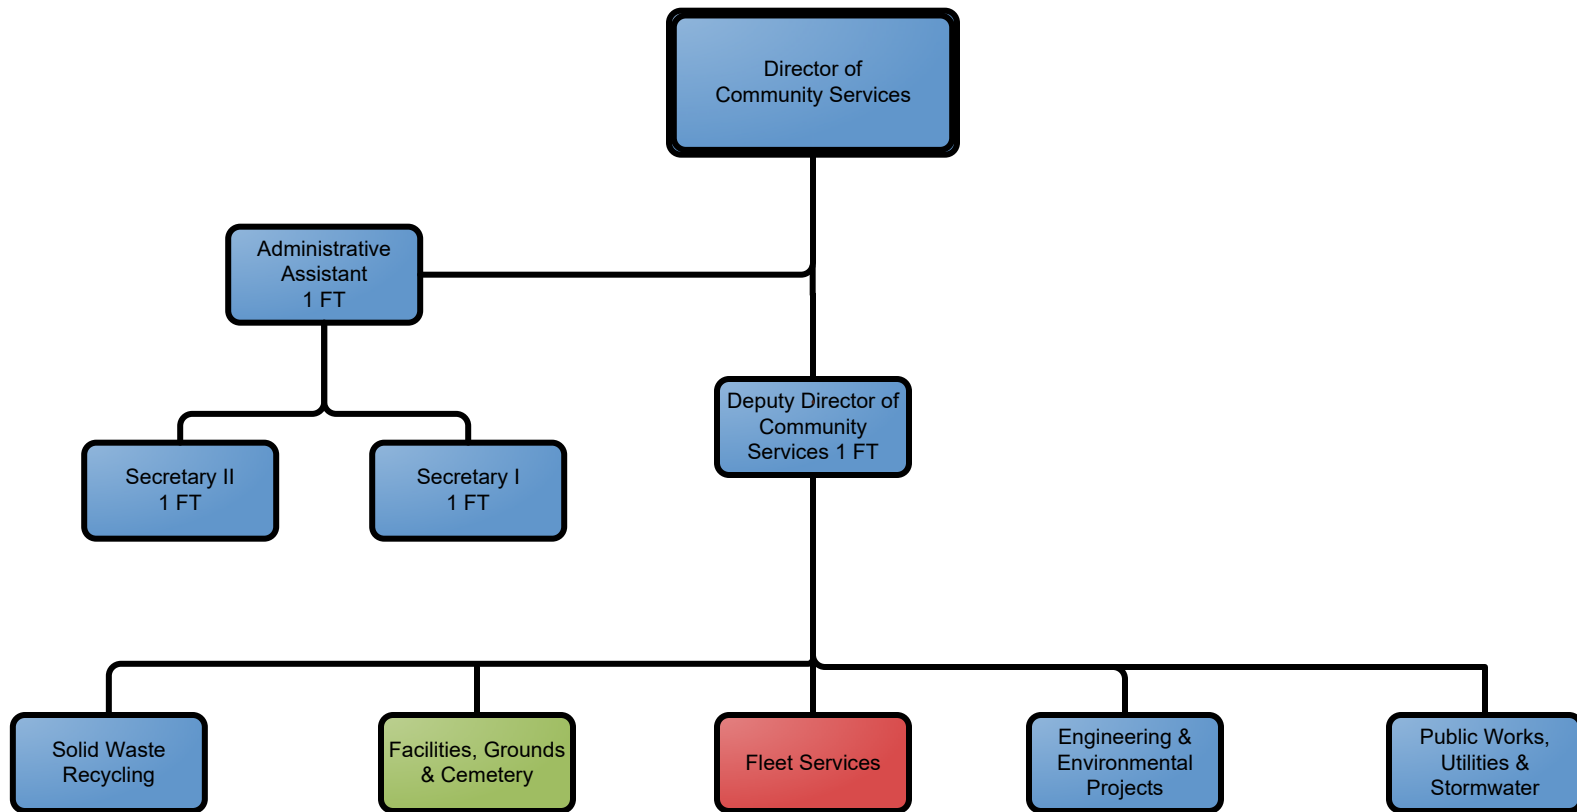 Director of
Community Services
Administrative
Assistant
1 FT
Deputy Director of
Community
Services 1 FT
Secretary II
1 FT
Secretary I
1 FT
Solid Waste
Recycling
Facilities, Grounds
& Cemetery
Fleet Services
Engineering &
Environmental
Projects
Public Works,
Utilities &
Stormwater